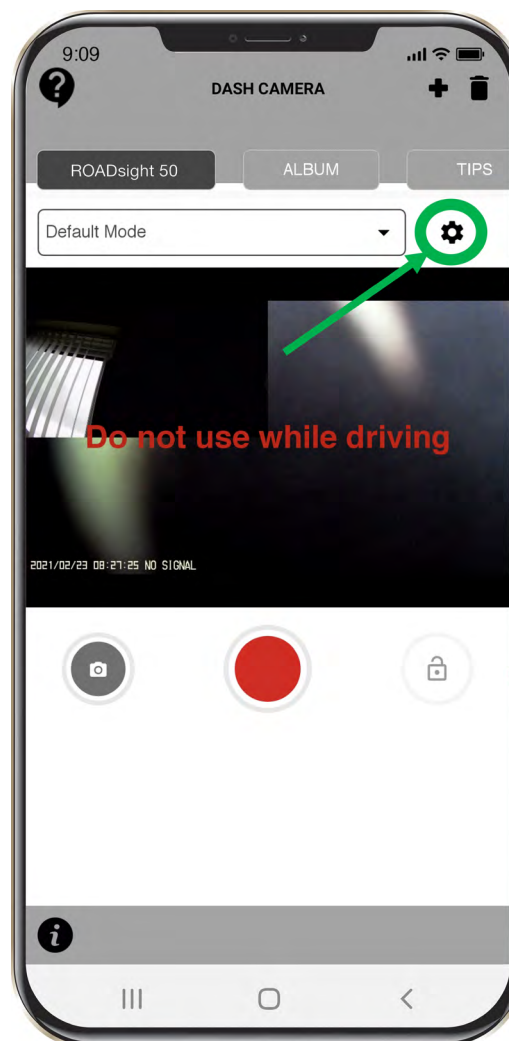 9:09
DASH CAMERA
ROADsight 50
ALBUM
TIPS
Default Mode
Do not use while driving
2021/02/23 08:27:25 NO SIGNAL